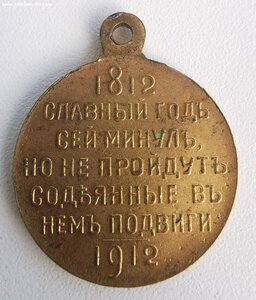 1812
СЛАВНЫЙ ГОДЪ
СЕЙ МИНУЛЪ,
НО НЕ ПРОЙДУТЪ
СОДѢЯННЫЕ ВЪ
НЕМЪ ПОДВИГИ
1912